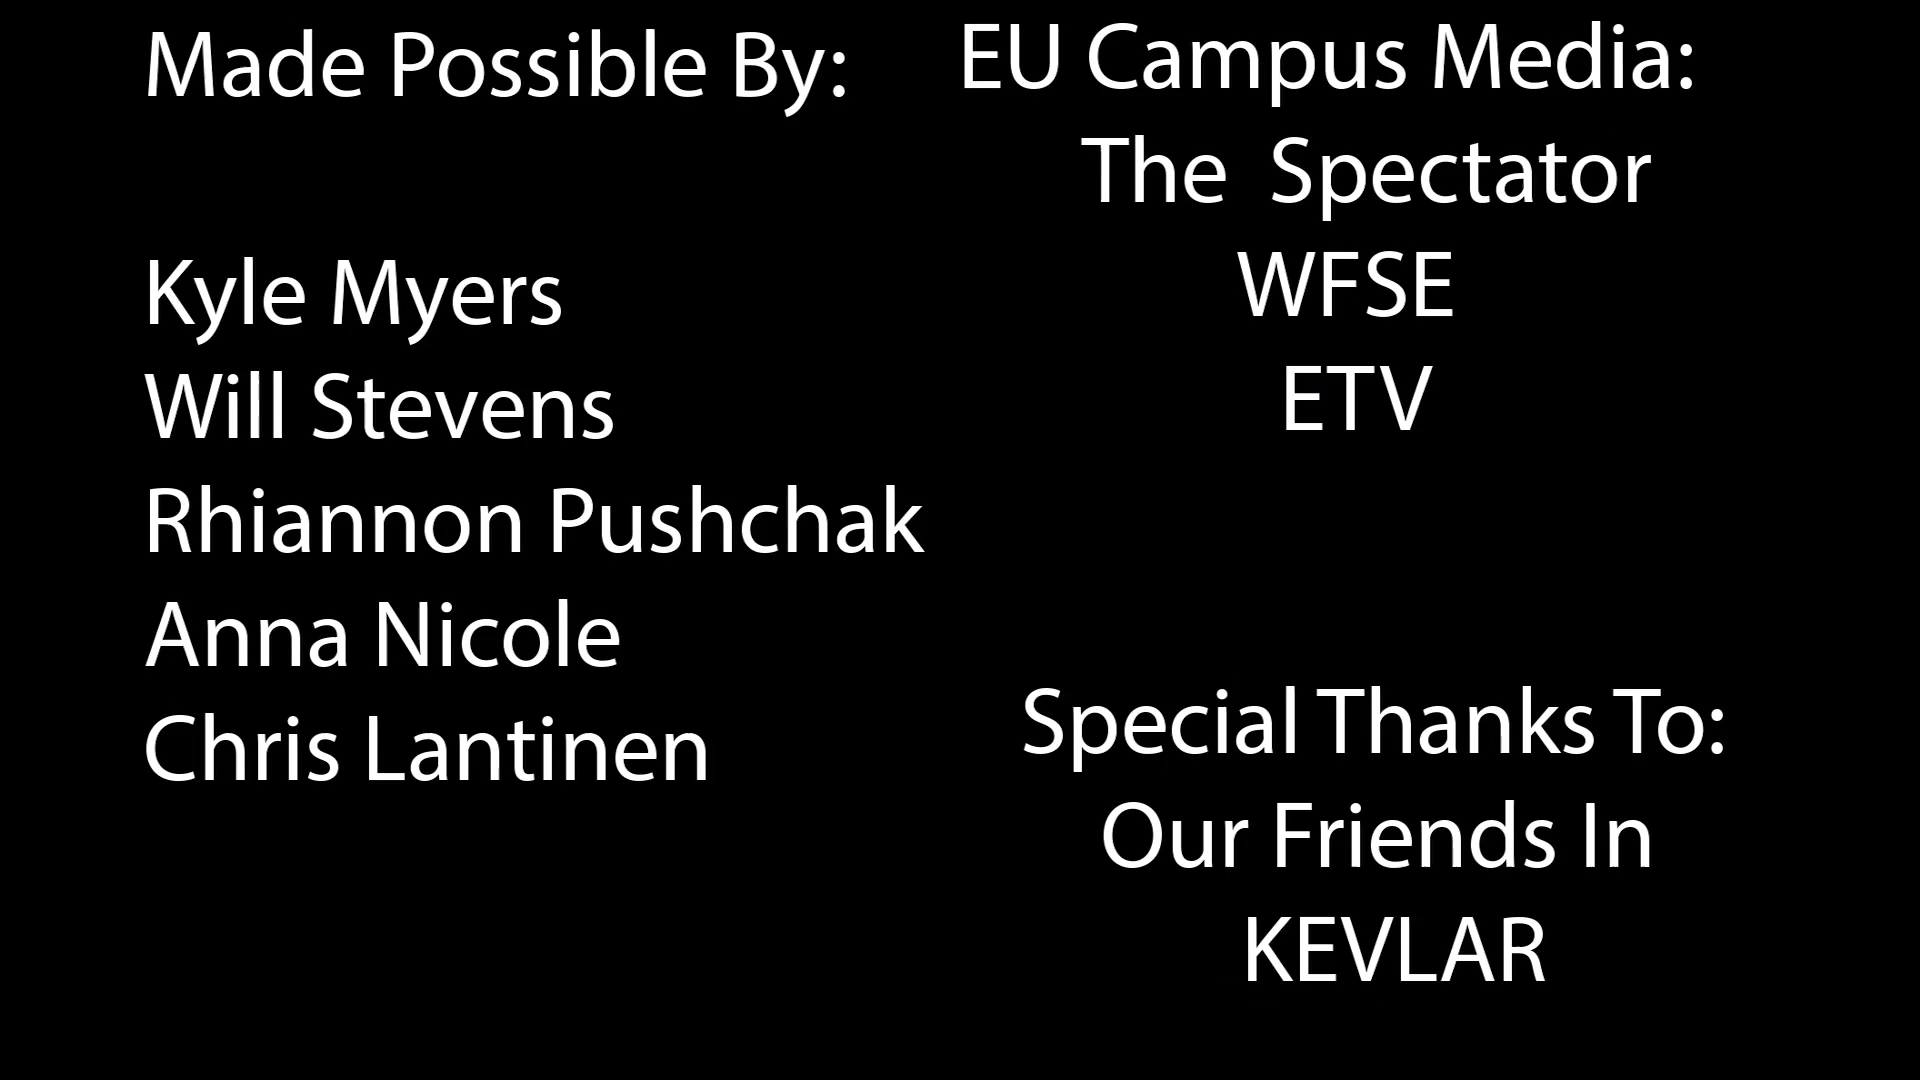 Made Possible By:
Kyle Myers
Will Stevens
Rhiannon Pushchak
Anna Nicole
Chris Lantinen
EU Campus Media:
The  Spectator
WFSE
ETV
Special Thanks To:
Our Friends In
KEVLAR